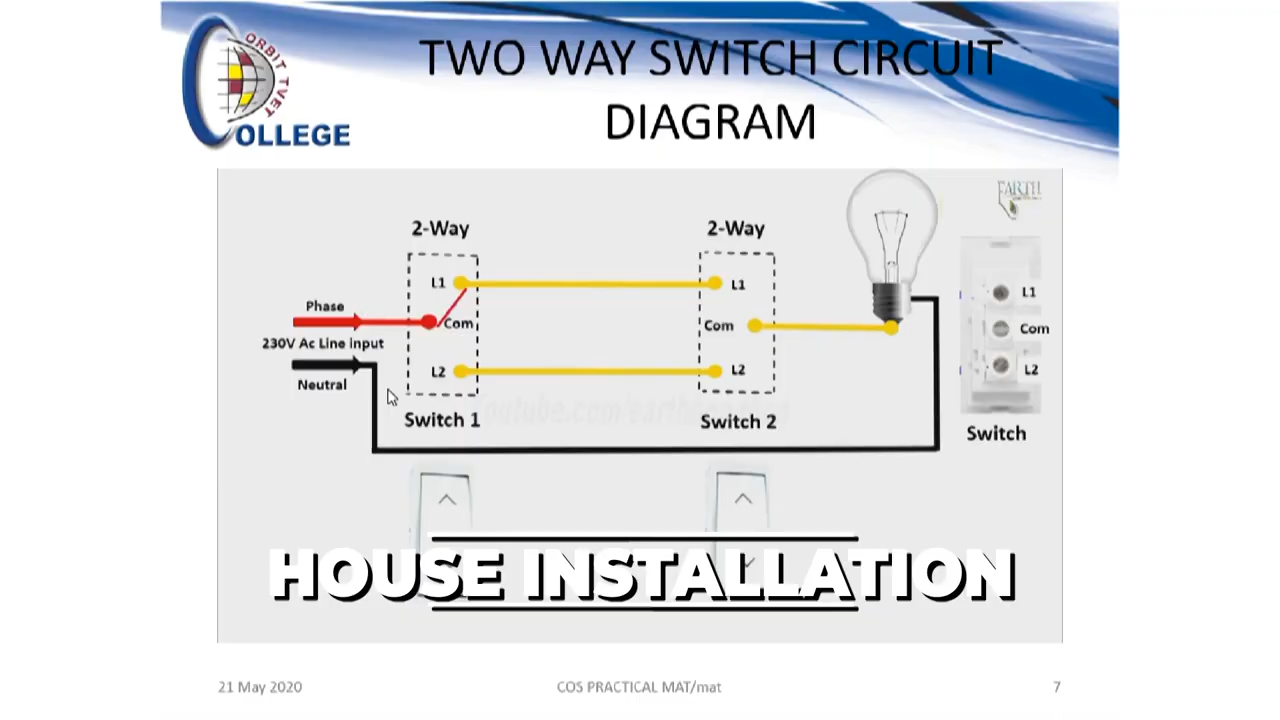 ORBIT TVET
COLLEGE
TWO WAY SWITCH CIRCUIT
DIAGRAM
EARTH
2-Way
2-Way
L1
L1
L1
Phase
Com
Com
Com
230V Ac Line input
L2
L2
L2
Neutral
Switch 1
Switch 2
Switch
HOUSE INSTALLATION
21 May 2020
COS PRACTICAL MAT/mat
7